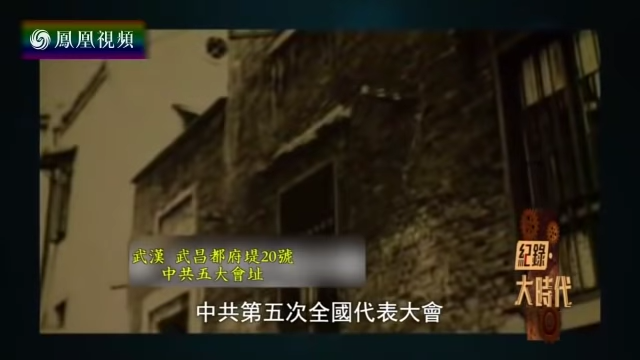 鳳凰視頻
武漢 武昌都府堤20號
中共五大會址
紀錄·
大時代
中共第五次全國代表大會